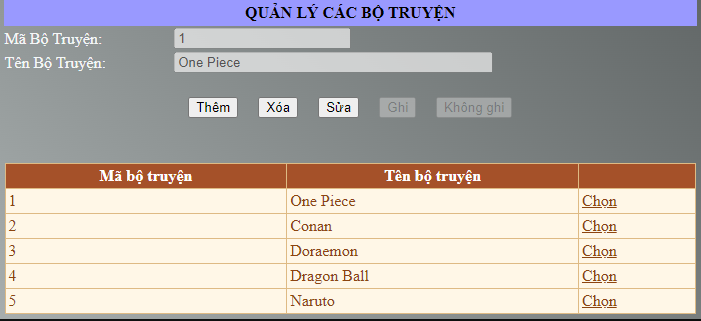 QUẢN LÝ CÁC BỘ TRUYỆN
Mã Bộ Truyện: 1
Tên Bộ Truyện: One Piece
Thêm Xóa Sửa Ghi Không ghi
Mã bộ truyện Tên bộ truyện
1 One Piece Chọn
2 Conan Chọn
3 Doraemon Chọn
4 Dragon Ball Chọn
5 Naruto Chọn